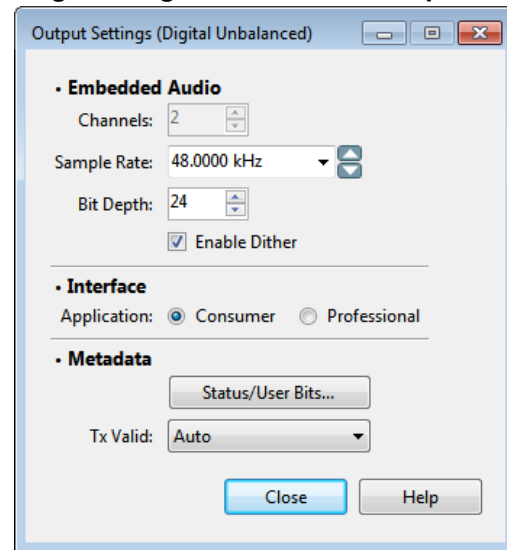 Output Settings (Digital Unbalanced)
• Embedded Audio
Channels: 2
Sample Rate: 48.0000 kHz
Bit Depth: 24
Enable Dither
• Interface
Application: Consumer Professional
• Metadata
Status/User Bits...
Tx Valid: Auto
Close Help